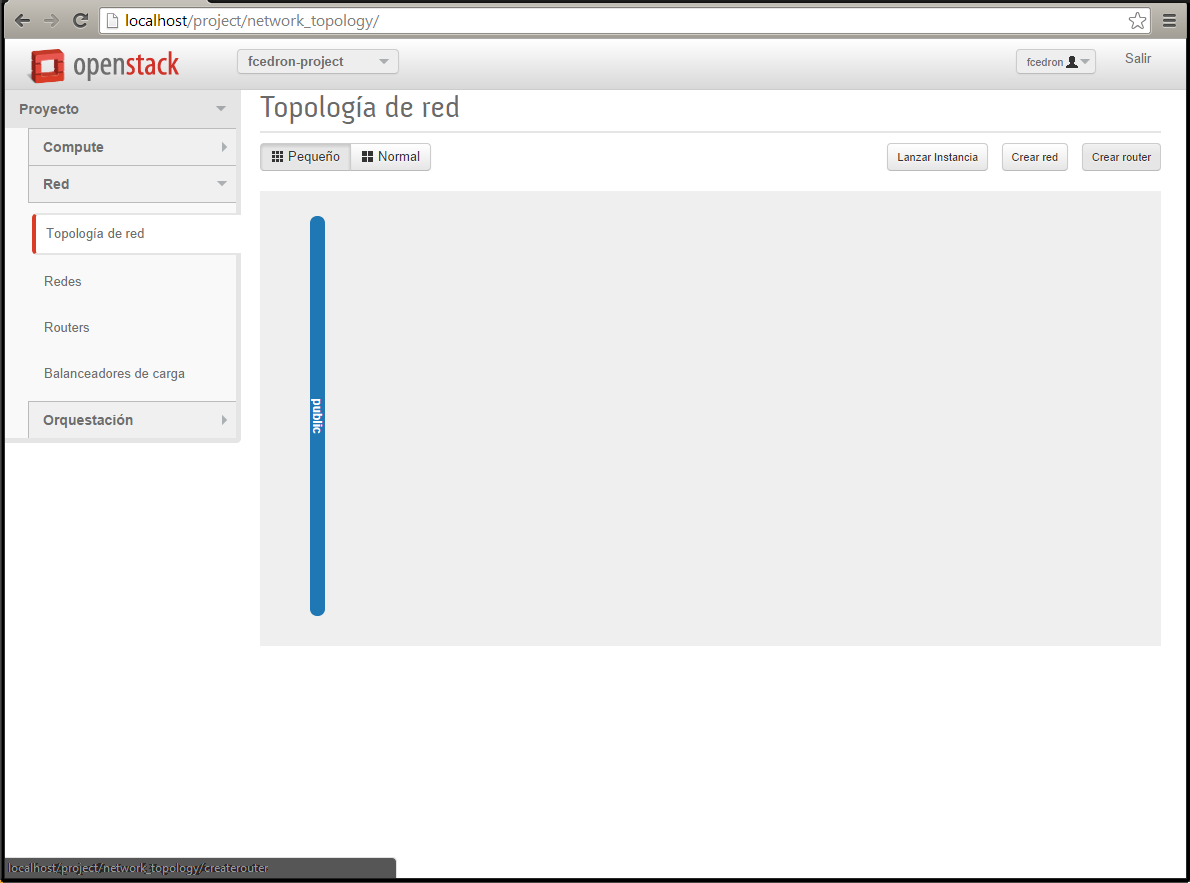 localhost/project/network_topology/
openstack
fcedron-project
fcedron
Salir
Proyecto
Compute
Red
Topología de red
Redes
Routers
Balanceadores de carga
Orquestación
Topología de red
Pequeño
Normal
Lanzar Instancia
Crear red
Crear router
public
localhost/project/network_topology/createrouter